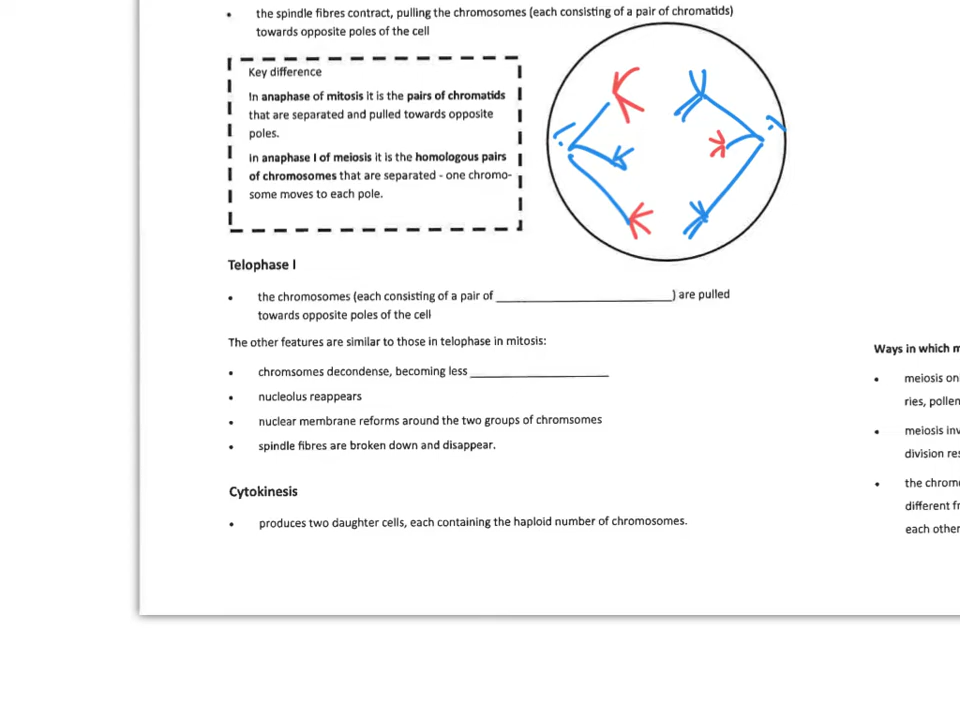 • the spindle fibres contract, pulling the chromosomes (each consisting of a pair of chromatids)
towards opposite poles of the cell
Key difference
In anaphase of mitosis it is the pairs of chromatids
that are separated and pulled towards opposite
poles.
In anaphase I of meiosis it is the homologous pairs
of chromosomes that are separated - one chromo-
some moves to each pole.
Telophase I
• the chromosomes (each consisting of a pair of ____________________) are pulled
towards opposite poles of the cell
The other features are similar to those in telophase in mitosis:
• chromsomes decondense, becoming less ____________________
• nucleolus reappears
• nuclear membrane reforms around the two groups of chromsomes
• spindle fibres are broken down and disappear.
Cytokinesis
• produces two daughter cells, each containing the haploid number of chromosomes.
Ways in which m
• meiosis on
ries, pollen
• meiosis inv
division res
• the chrom
different fr
each other